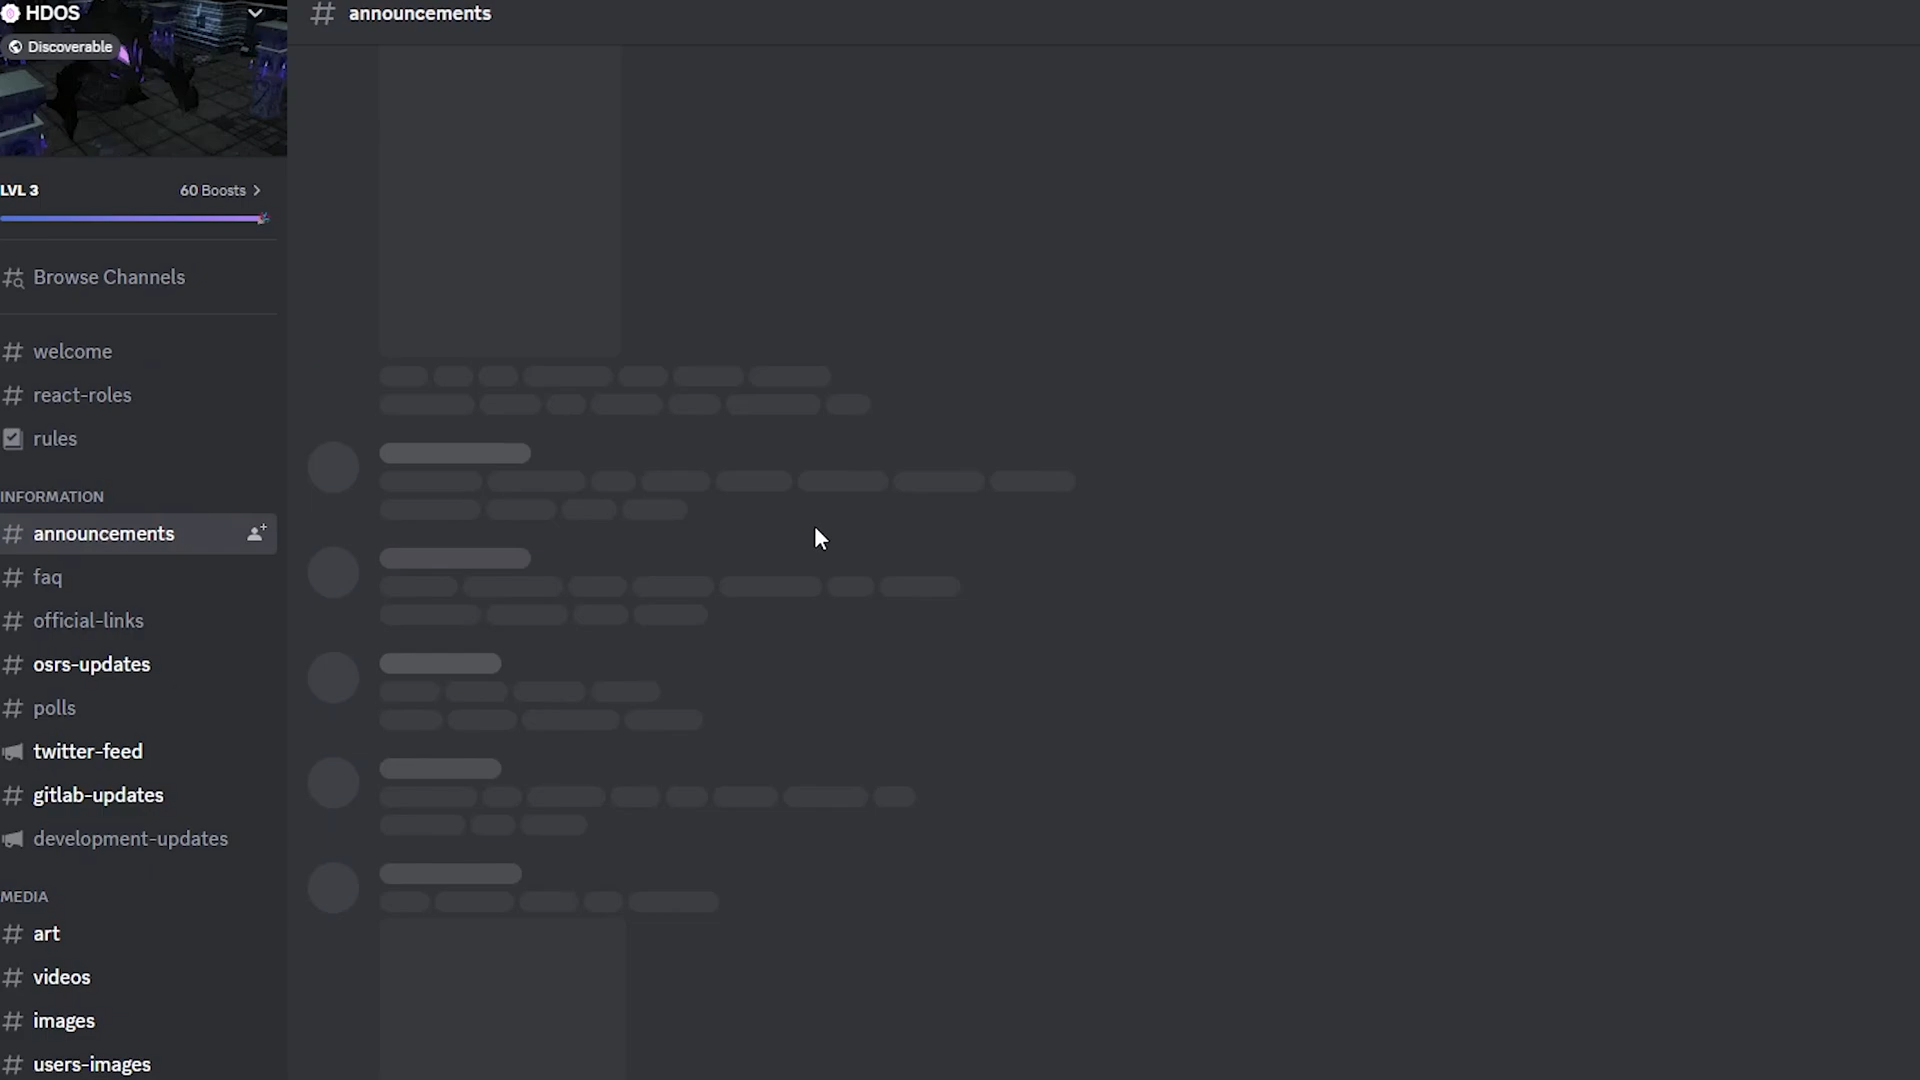 HDOS
Discoverable
LVL 3
60 Boosts
Browse Channels
welcome
react-roles
rules
INFORMATION
announcements
faq
official-links
osrs-updates
polls
twitter-feed
gitlab-updates
development-updates
MEDIA
art
videos
images
users-images
announcements